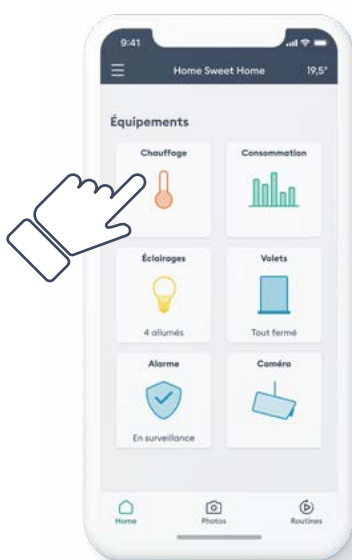 9:41
Home Sweet Home 19,5°
Équipements
Chauffage Consommation
Éclairages Volets
4 allumés Tout fermé
Alarme Caméra
En surveillance
Home Photos Routines